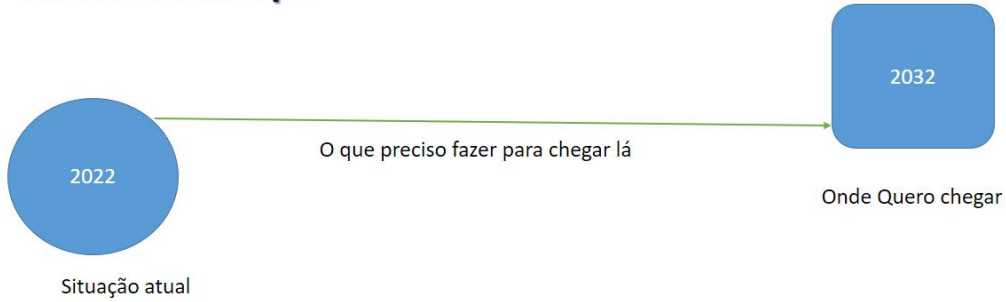 2032
O que preciso fazer para chegar lá
2022
Onde Quero chegar
Situação atual